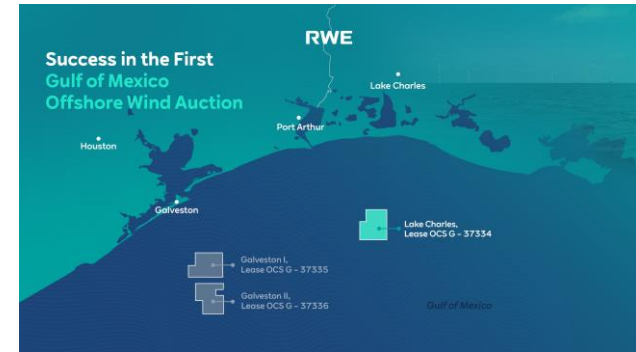 RWE
Success in the First
Gulf of Mexico
Offshore Wind Auction
Lake Charles
Port Arthur
Houston
Galveston
Lake Charles,
Lease OCS G – 37334
Galveston I,
Lease OCS G – 37335
Galveston II,
Lease OCS G – 37336
Gulf of Mexico